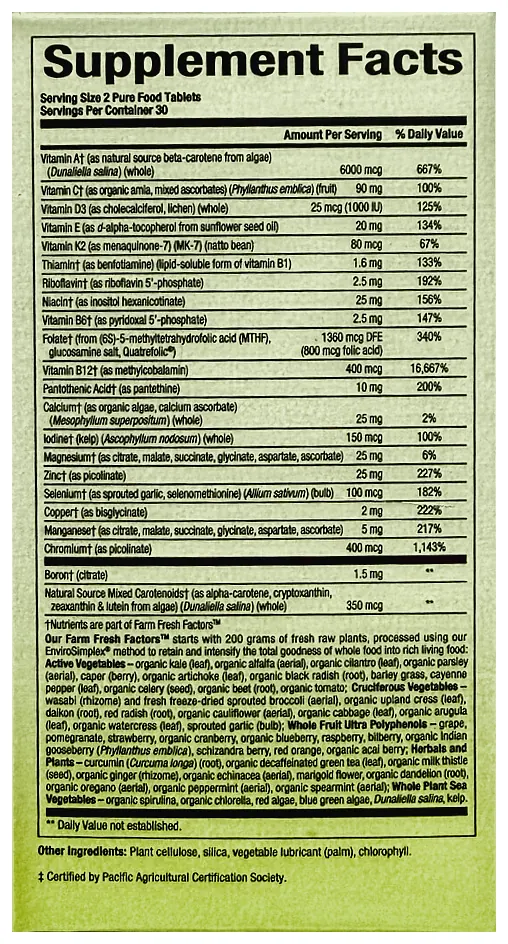 Supplement Facts
Serving Size 2 Pure Food Tablets
Servings Per Container 30
Amount Per Serving % Daily Value
Vitamin A† (as natural source beta-carotene from algae)
(Dunaliella salina) (whole) 6000 mcg 667%
Vitamin C† (as organic amla, mixed ascorbates) (Phyllanthus emblica) (fruit) 90 mg 100%
Vitamin D3 (as cholecalciferol, lichen) (whole) 25 mcg (1000 IU) 125%
Vitamin E (as d-alpha-tocopherol from sunflower seed oil) 20 mg 134%
Vitamin K2 (as menaquinone-7) (MK-7) (natto bean) 80 mcg 67%
Thiamin† (as benfotiamine) (lipid-soluble form of vitamin B1) 1.6 mg 133%
Riboflavin† (as riboflavin 5'-phosphate) 2.5 mg 192%
Niacin† (as inositol hexanicotinate) 25 mg 156%
Vitamin B6† (as pyridoxal 5'-phosphate) 2.5 mg 147%
Folate† (from (6S)-5-methyltetrahydrofolic acid (MTHF), 1360 mcg DFE 340%
glucosamine salt, Quatrefolic®) (800 mcg folic acid)
Vitamin B12† (as methylcobalamin) 400 mcg 16,667%
Pantothenic Acid† (as pantethine) 10 mg 200%
Calcium† (as organic algae, calcium ascorbate)
(Mesophyllum superpositum) (whole) 25 mg 2%
Iodine† (kelp) (Ascophyllum nodosum) (whole) 150 mcg 100%
Magnesium† (as citrate, malate, succinate, glycinate, aspartate, ascorbate) 25 mg 6%
Zinc† (as picolinate) 25 mg 227%
Selenium† (as sprouted garlic, selenomethionine) (Allium sativum) (bulb) 100 mcg 182%
Copper† (as bisglycinate) 2 mg 222%
Manganese† (as citrate, malate, succinate, glycinate, aspartate, ascorbate) 5 mg 217%
Chromium† (as picolinate) 400 mcg 1,143%
Boron† (citrate) 1.5 mg **
Natural Source Mixed Carotenoids† (as alpha-carotene, cryptoxanthin,
zeaxanthin & lutein from algae) (Dunaliella salina) (whole) 350 mcg **
†Nutrients are part of Farm Fresh Factors™
Our Farm Fresh Factors™ starts with 200 grams of fresh raw plants, processed using our
EnviroSimplex® method to retain and intensify the total goodness of whole food into rich living food:
Active Vegetables – organic kale (leaf), organic alfalfa (aerial), organic cilantro (leaf), organic parsley
(aerial), caper (berry), organic artichoke (leaf), organic black radish (root), barley grass, cayenne
pepper (leaf), organic celery (seed), organic beet (root), organic tomato; Cruciferous Vegetables –
wasabi (rhizome) and fresh freeze-dried sprouted broccoli (aerial), organic upland cress (leaf),
daikon (root), red radish (root), organic cauliflower (aerial), organic cabbage (leaf), organic arugula
(leaf), organic watercress (leaf), sprouted garlic (bulb); Whole Fruit Ultra Polyphenols – grape,
pomegranate, strawberry, organic cranberry, organic blueberry, raspberry, bilberry, organic Indian
gooseberry (Phyllanthus emblica), schizandra berry, red orange, organic acai berry; Herbals and
Plants – curcumin (Curcuma longa) (root), organic decaffeinated green tea (leaf), organic milk thistle
(seed), organic ginger (rhizome), organic echinacea (aerial), marigold flower, organic dandelion (root),
organic oregano (aerial), organic peppermint (aerial), organic spearmint (aerial); Whole Plant Sea
Vegetables – organic spirulina, organic chlorella, red algae, blue green algae, Dunaliella salina, kelp.
** Daily Value not established.
Other Ingredients: Plant cellulose, silica, vegetable lubricant (palm), chlorophyll.
‡ Certified by Pacific Agricultural Certification Society.